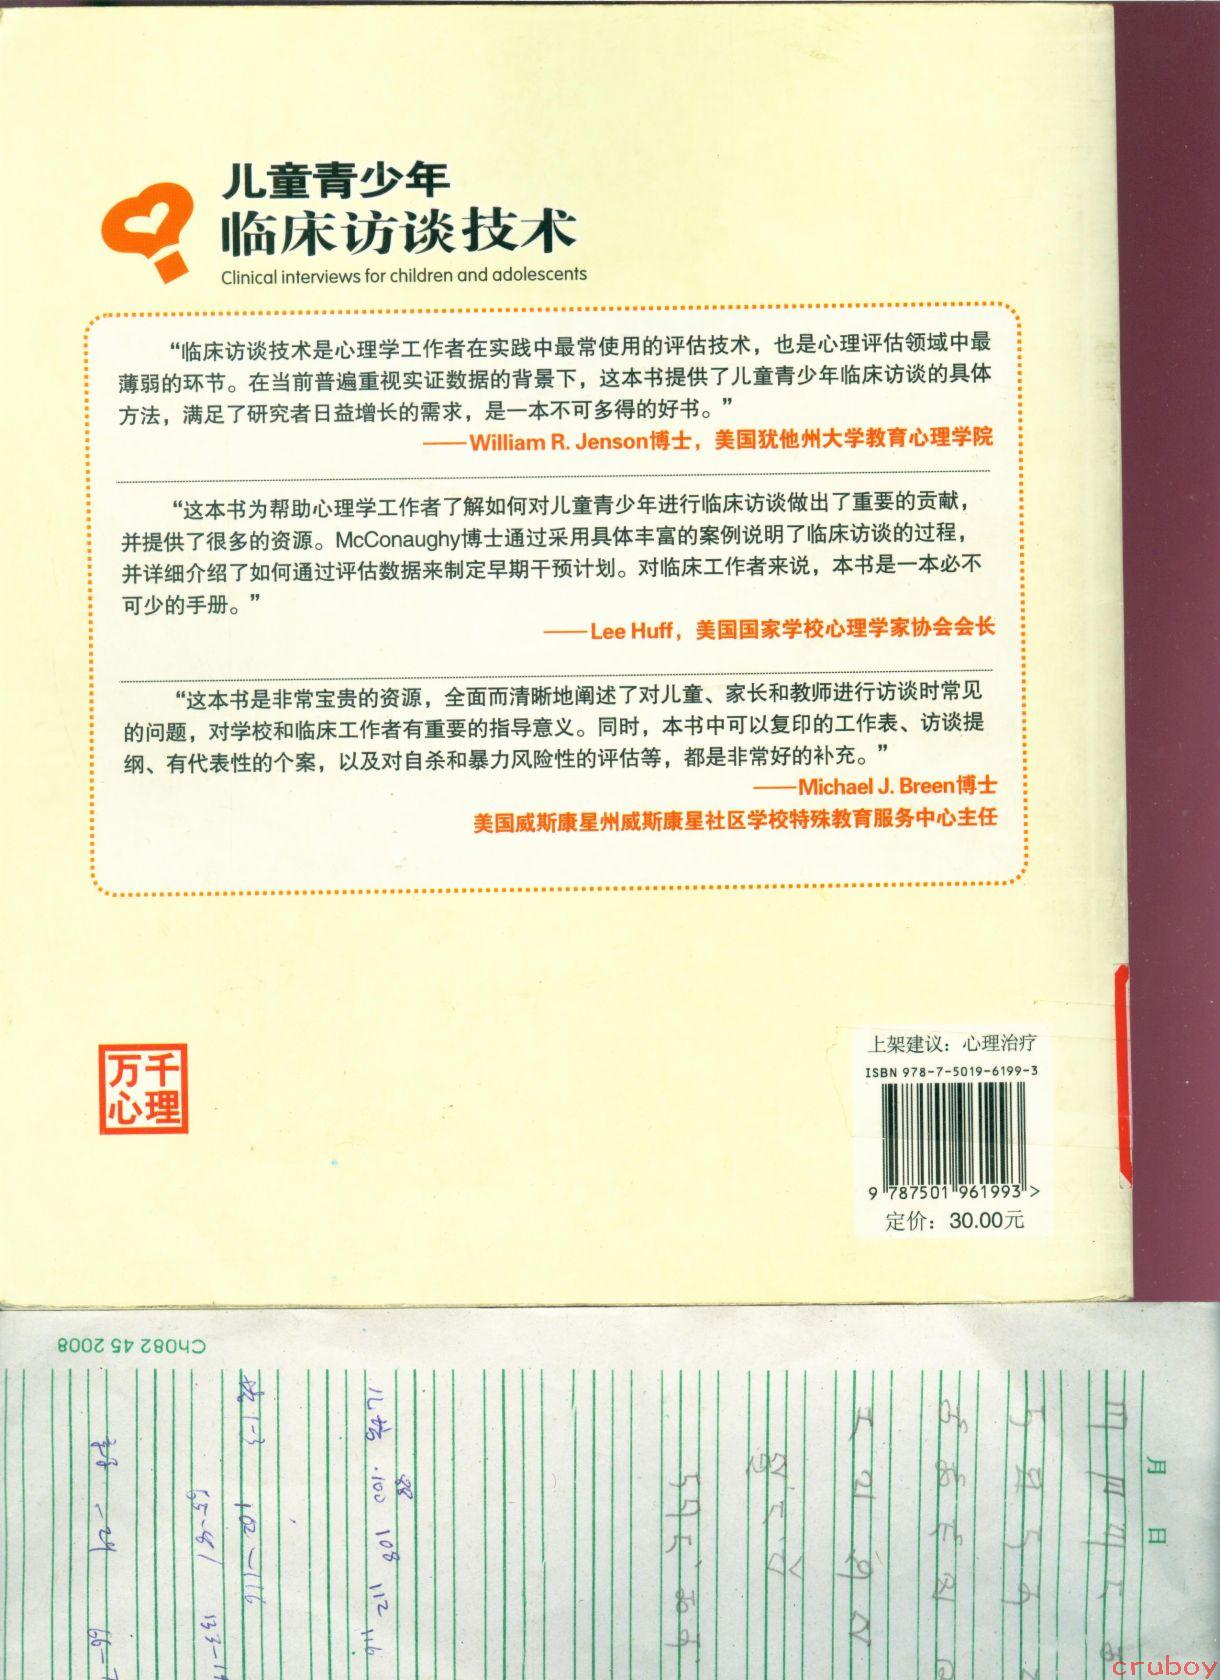 儿童青少年
临床访谈技术
Clinical interviews for children and adolescents
“临床访谈技术是心理学工作者在实践中最常使用的评估技术，也是心理评估领域中最
薄弱的环节。在当前普遍重视实证数据的背景下，这本书提供了儿童青少年临床访谈的具体
方法，满足了研究者日益增长的需求，是一本不可多得的好书。”
——William R. Jenson博士，美国犹他州大学教育心理学院
“这本书为帮助心理学工作者了解如何对儿童青少年进行临床访谈做出了重要的贡献，
并提供了很多的资源。McConaughy博士通过采用具体丰富的案例说明了临床访谈的过程，
并详细介绍了如何通过评估数据来制定早期干预计划。对临床工作者来说，本书是一本必不
可少的手册。”
——Lee Huff，美国国家学校心理学家协会会长
“这本书是非常宝贵的资源，全面而清晰地阐述了对儿童、家长和教师进行访谈时常见
的问题，对学校和临床工作者有重要的指导意义。同时，本书中可以复印的工作表、访谈提
纲、有代表性的个案，以及对自杀和暴力风险性的评估等，都是非常好的补充。”
——Michael J. Breen博士
美国威斯康星州威斯康星社区学校特殊教育服务中心主任
万千
心理
上架建议：心理治疗
ISBN 978-7-5019-6199-3
9 787501 961993 >
定价：30.00元
Ch082 45 2008
月 日
102-116
100 108 112 116
88
cruboy